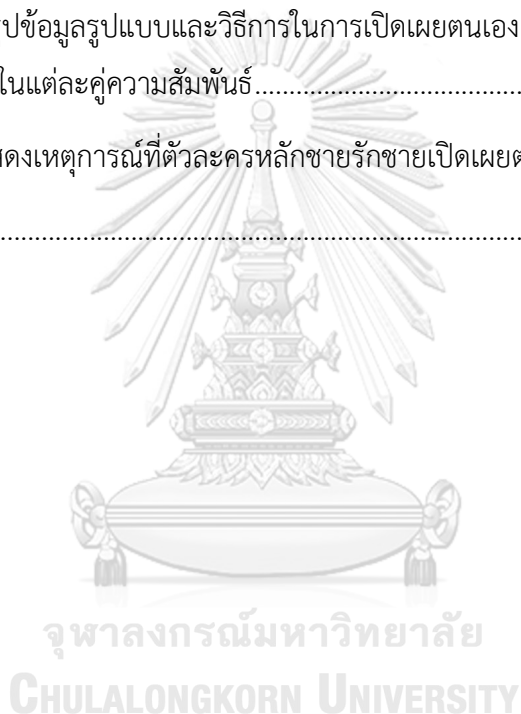 รูปข้อมูลรูปแบบและวิธีการในการเปิดเผยตนเอง
ในแต่ละคู่ความสัมพันธ์......................................
สดงเหตุการณ์ที่ตัวละครหลักชายรักชายเปิดเผยต
..............................................................................
จุฬาลงกรณ์มหาวิทยาลัย
CHULALONGKORN UNIVERSITY